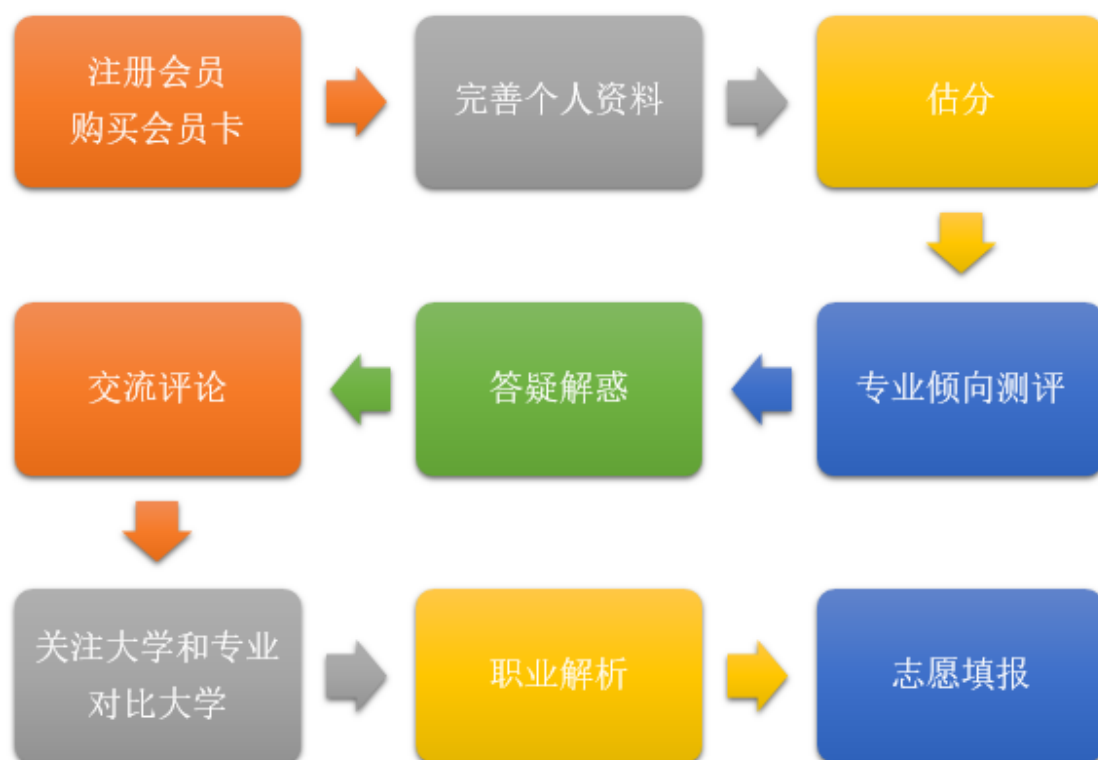 注册会员
购买会员卡
完善个人资料
估分
专业倾向测评
答疑解惑
交流评论
关注大学和专业
对比大学
职业解析
志愿填报